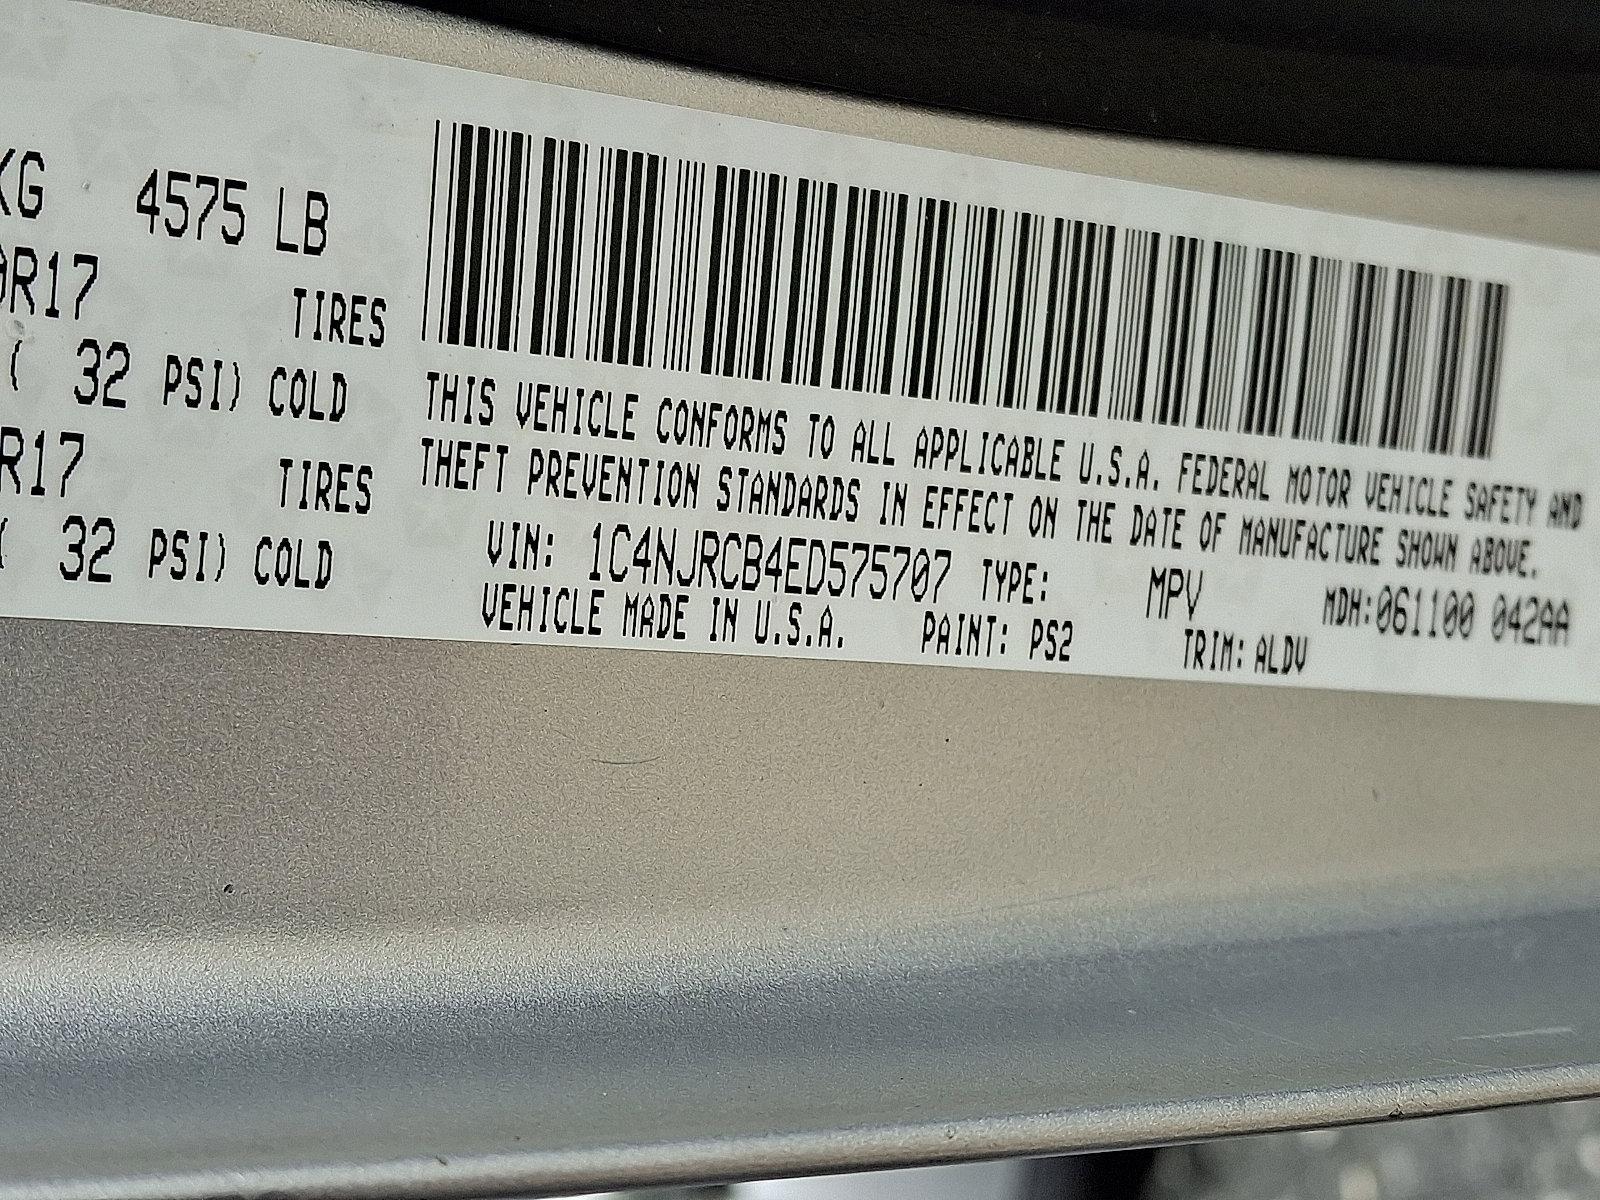 KG 4575 LB
0R17 TIRES
( 32 PSI) COLD
R17 TIRES
( 32 PSI) COLD
THIS VEHICLE CONFORMS TO ALL APPLICABLE U.S.A. FEDERAL MOTOR VEHICLE SAFETY AND
THEFT PREVENTION STANDARDS IN EFFECT ON THE DATE OF MANUFACTURE SHOWN ABOVE.
VIN: 1C4NJRCB4ED575707 TYPE: MPV MDH:061100 042AA
VEHICLE MADE IN U.S.A. PAINT: PS2 TRIM: ALDV